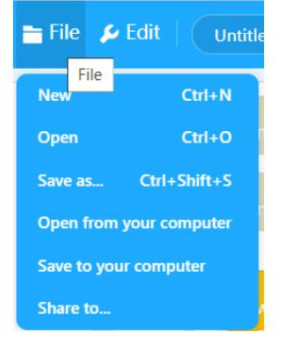 File Edit Untitle
File
New Ctrl+N
Open Ctrl+O
Save as... Ctrl+Shift+S
Open from your computer
Save to your computer
Share to...